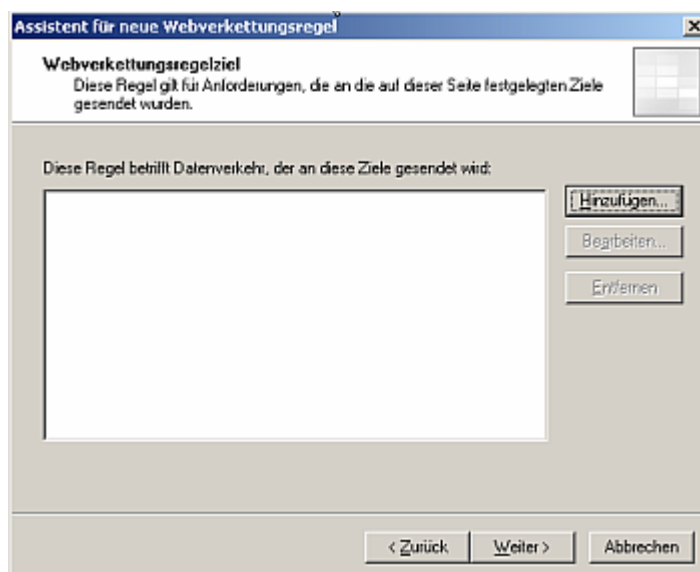 Assistent für neue Webverkettungsregel
Webverkettungsregelziel
Diese Regel gilt für Anforderungen, die an die auf dieser Seite festgelegten Ziele
gesendet wurden.
Diese Regel betrifft Datenverkehr, der an diese Ziele gesendet wird:
Hinzufügen...
Bearbeiten...
Entfernen
< Zurück
Weiter >
Abbrechen